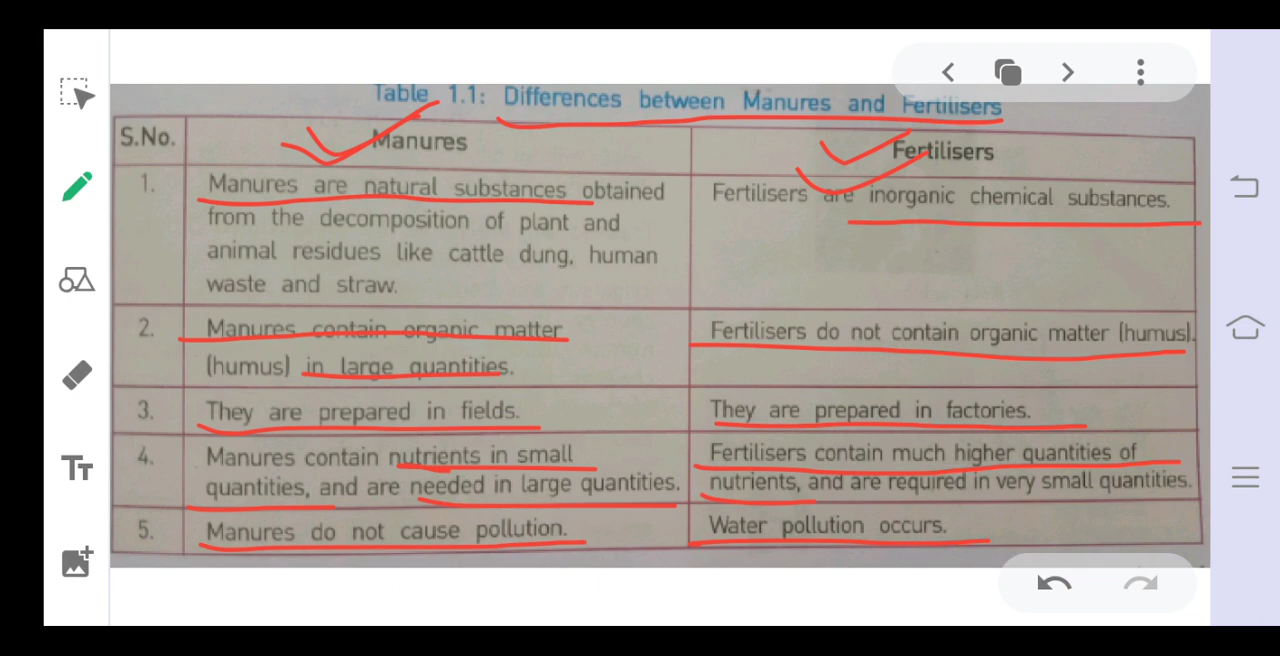 Table 1.1: Differences between Manures and Fertilisers
S.No. Manures Fertilisers
1. Manures are natural substances obtained Fertilisers are inorganic chemical substances.
from the decomposition of plant and
animal residues like cattle dung, human
waste and straw.
2. Manures contain organic matter Fertilisers do not contain organic matter (humus).
(humus) in large quantities.
3. They are prepared in fields. They are prepared in factories.
4. Manures contain nutrients in small Fertilisers contain much higher quantities of
quantities, and are needed in large quantities. nutrients, and are required in very small quantities.
5. Manures do not cause pollution. Water pollution occurs.
Tт